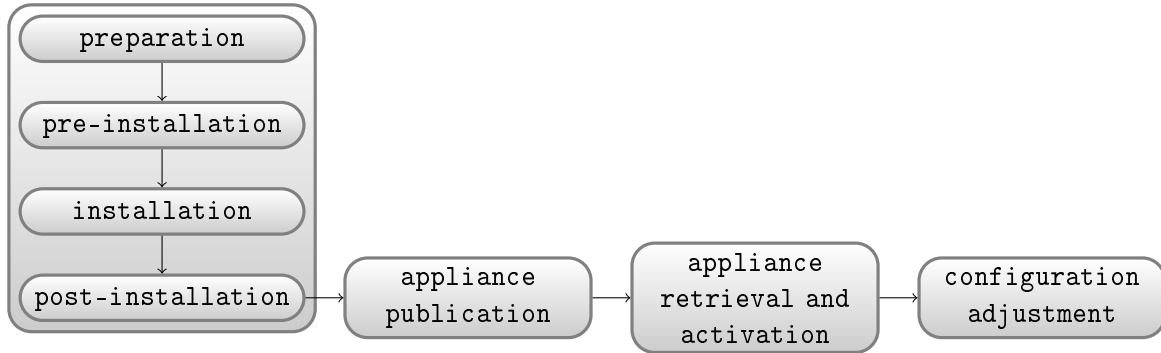 preparation
pre-installation
installation
post-installation
appliance
publication
appliance
retrieval and
activation
configuration
adjustment